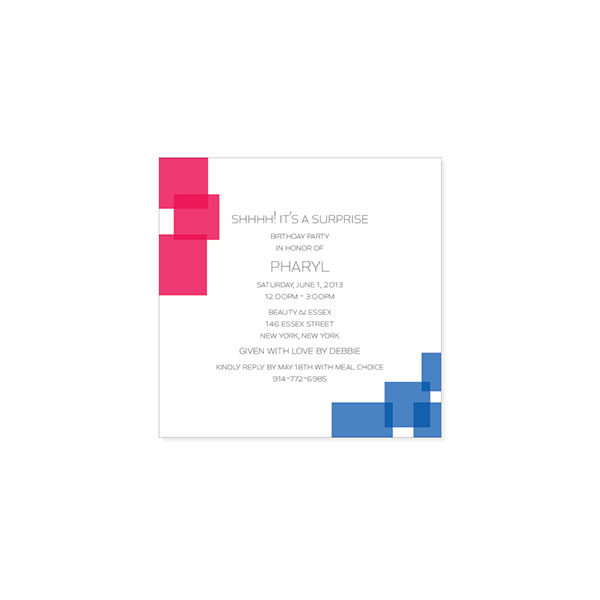 SHHHH! IT'S A SURPRISE
BIRTHDAY PARTY
IN HONOR OF
PHARYL
SATURDAY, JUNE 1, 2013
12:00PM - 3:00PM
BEAUTY & ESSEX
146 ESSEX STREET
NEW YORK, NEW YORK
GIVEN WITH LOVE BY DEBBIE
KINDLY REPLY BY MAY 18TH WITH MEAL CHOICE
914-772-6985